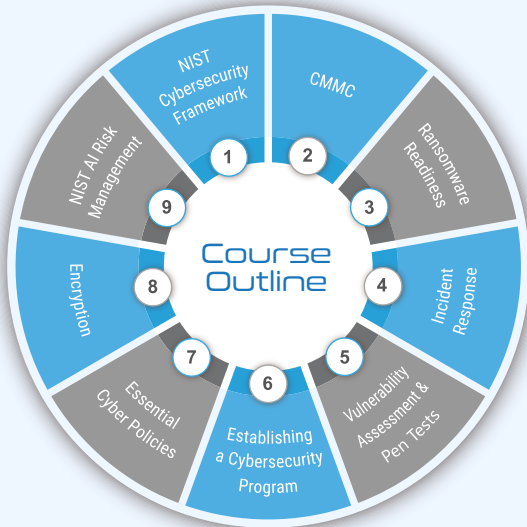 Course
Outline
1
NIST
Cybersecurity
Framework
2
CMMC
3
Ransomware
Readiness
4
Incident
Response
5
Vulnerability
Assessment &
Pen Tests
6
Establishing
a Cybersecurity
Program
7
Essential
Cyber Policies
8
Encryption
9
NIST AI Risk
Management